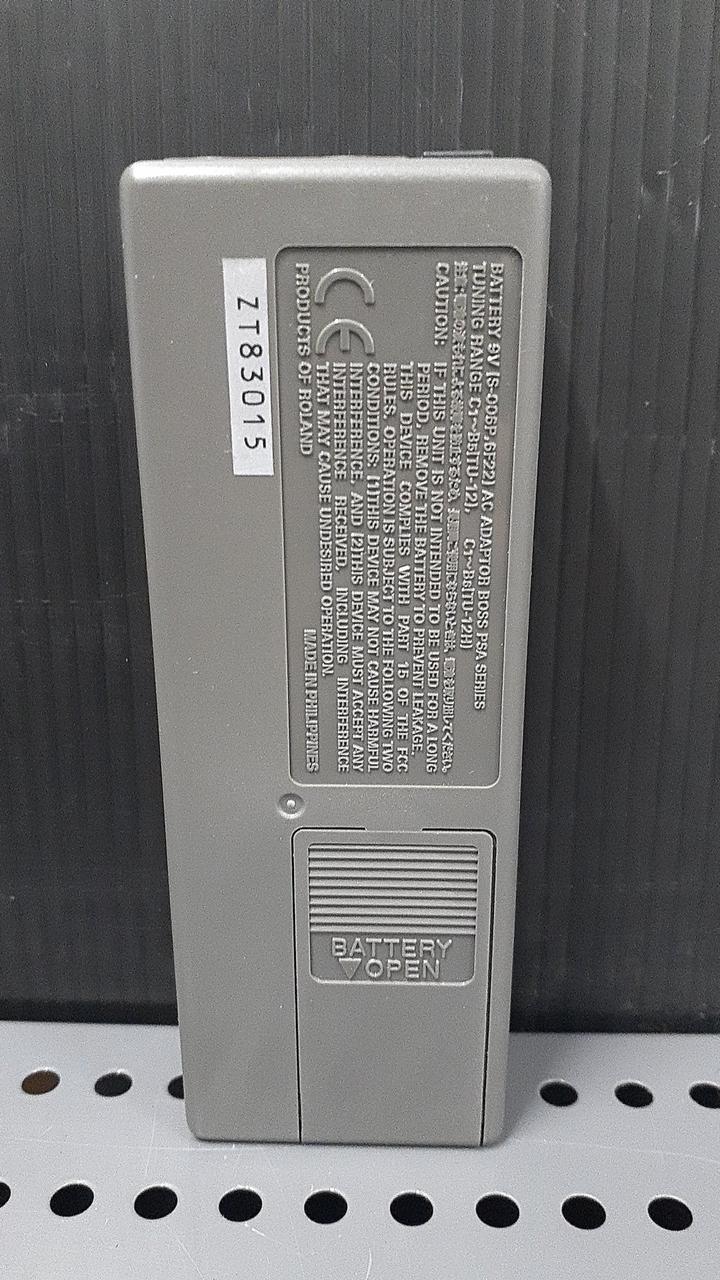 BATTERY 9V (S-006P,6F22) AC ADAPTOR BOSS PSA SERIES
TUNING RANGE C1~B5(TU-12), C1~B6(TU-12H)
CAUTION: IF THIS UNIT IS NOT INTENDED TO BE USED FOR A LONG
PERIOD, REMOVE THE BATTERY TO PREVENT LEAKAGE.
THIS DEVICE COMPLIES WITH PART 15 OF THE FCC
RULES. OPERATION IS SUBJECT TO THE FOLLOWING TWO
CONDITIONS: (1)THIS DEVICE MAY NOT CAUSE HARMFUL
INTERFERENCE, AND (2)THIS DEVICE MUST ACCEPT ANY
INTERFERENCE RECEIVED, INCLUDING INTERFERENCE
THAT MAY CAUSE UNDESIRED OPERATION.
CE
PRODUCTS OF ROLAND MADE IN PHILIPPINES
ZT83015
BATTERY
▽OPEN